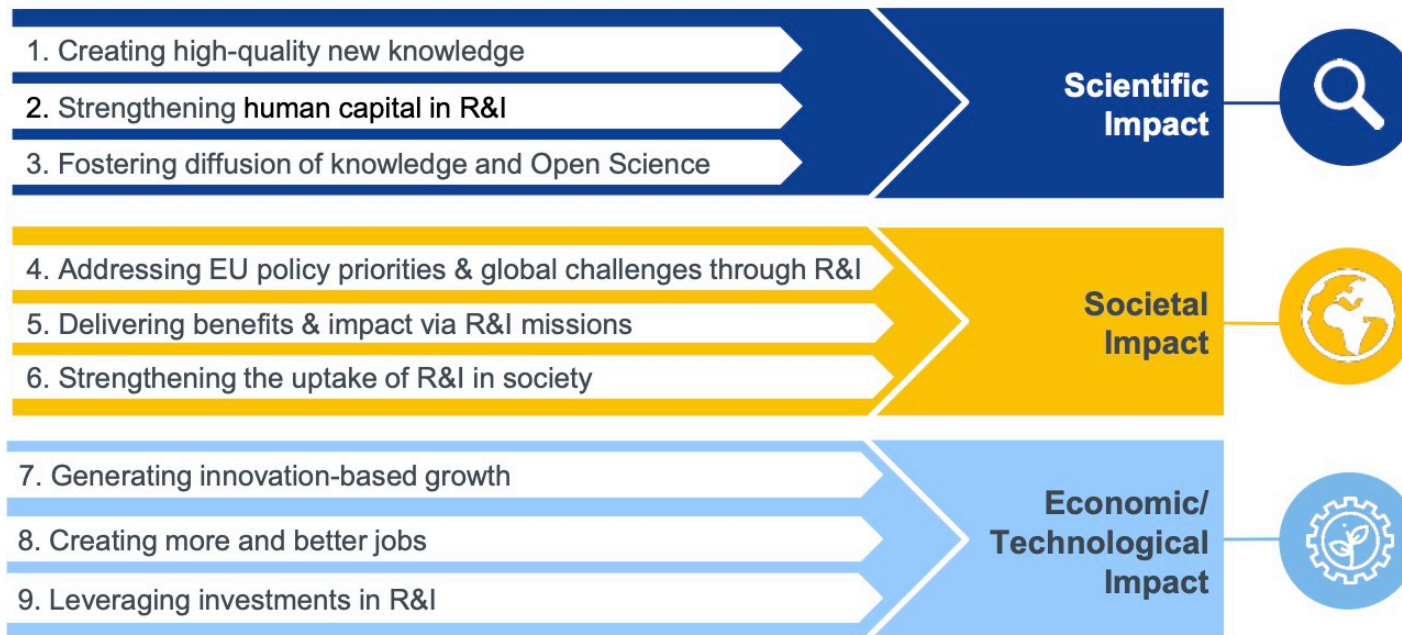 1. Creating high-quality new knowledge
2. Strengthening human capital in R&I
3. Fostering diffusion of knowledge and Open Science
Scientific
Impact
4. Addressing EU policy priorities & global challenges through R&I
5. Delivering benefits & impact via R&I missions
6. Strengthening the uptake of R&I in society
Societal
Impact
7. Generating innovation-based growth
8. Creating more and better jobs
9. Leveraging investments in R&I
Economic/
Technological
Impact